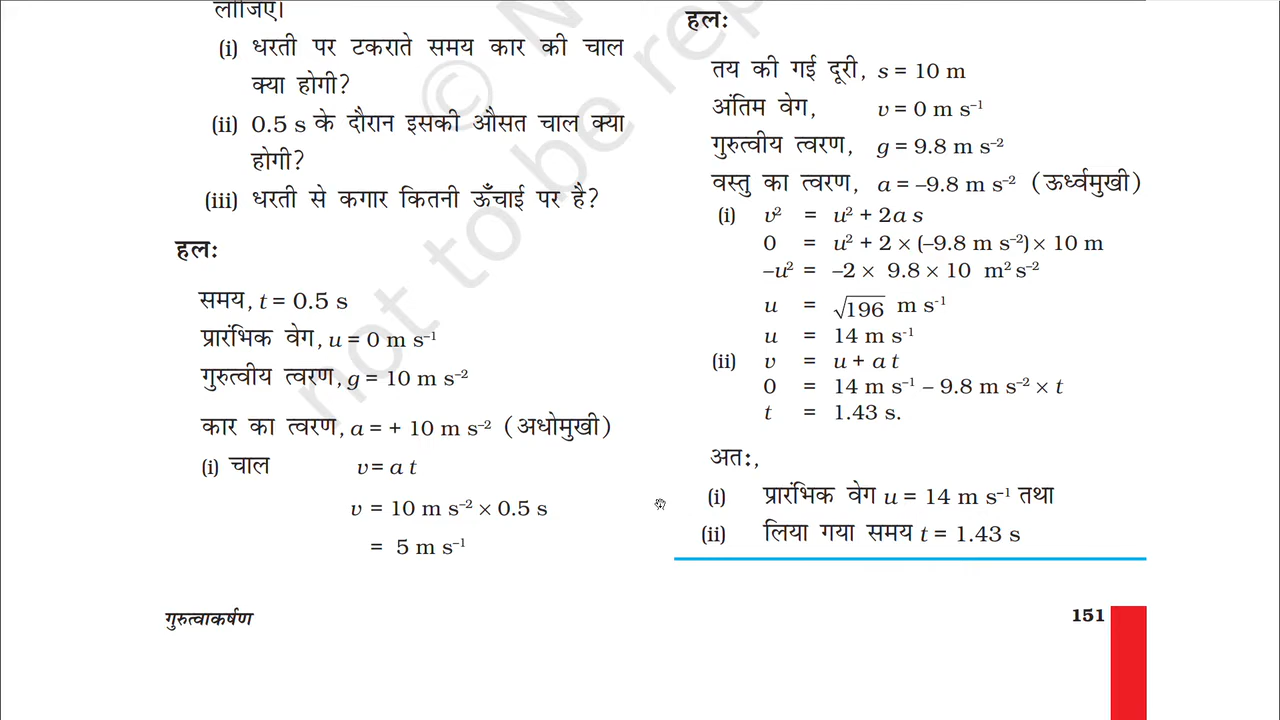 लीजिए।
(i) धरती पर टकराते समय कार की चाल
क्या होगी?
(ii) 0.5 s के दौरान इसकी औसत चाल क्या
होगी?
(iii) धरती से कगार कितनी ऊँचाई पर है?
हलः
समय, t = 0.5 s
प्रारंभिक वेग, u = 0 m s⁻¹
गुरुत्वीय त्वरण, g = 10 m s⁻²
कार का त्वरण, a = + 10 m s⁻² (अधोमुखी)
(i) चाल v = a t
v = 10 m s⁻² × 0.5 s
= 5 m s⁻¹
हलः
तय की गई दूरी, s = 10 m
अंतिम वेग, v = 0 m s⁻¹
गुरुत्वीय त्वरण, g = 9.8 m s⁻²
वस्तु का त्वरण, a = –9.8 m s⁻² (ऊर्ध्वमुखी)
(i) v² = u² + 2a s
0 = u² + 2 × (–9.8 m s⁻²) × 10 m
–u² = –2 × 9.8 × 10 m² s⁻²
u = √196 m s⁻¹
u = 14 m s⁻¹
(ii) v = u + a t
0 = 14 m s⁻¹ – 9.8 m s⁻² × t
t = 1.43 s.
अतः,
(i) प्रारंभिक वेग u = 14 m s⁻¹ तथा
(ii) लिया गया समय t = 1.43 s
गुरुत्वाकर्षण
151
© N
not to be rep